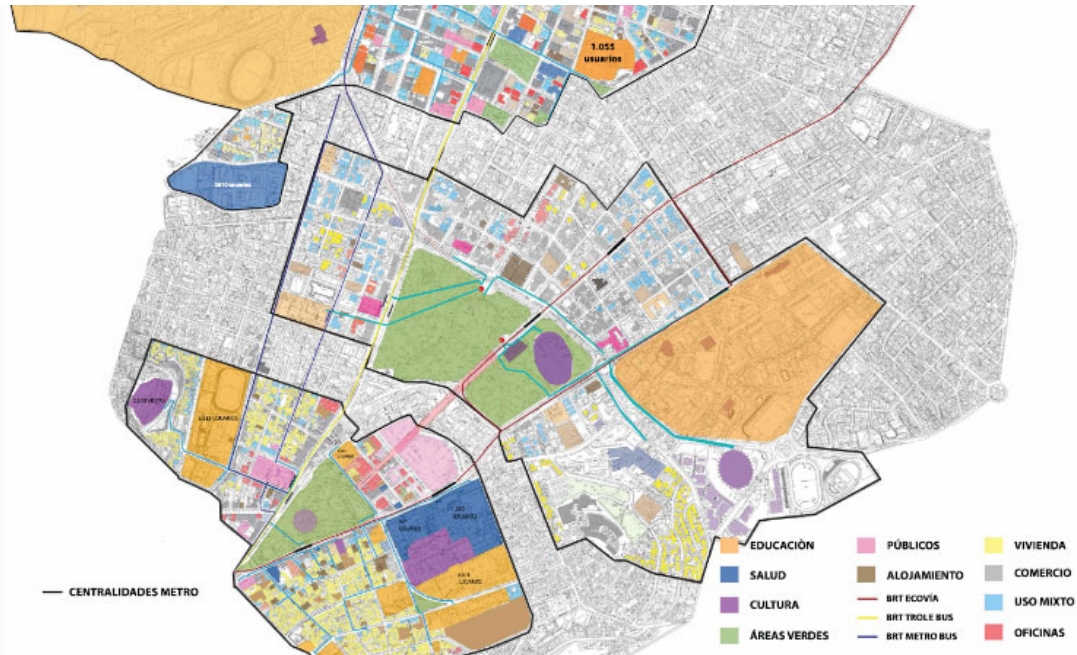 1.055
usuarios
CENTRALIDADES METRO
EDUCACIÒN
SALUD
CULTURA
ÁREAS VERDES
PÚBLICOS
ALOJAMIENTO
BRT ECOVÍA
BRT TROLE BUS
BRT METRO BUS
VIVIENDA
COMERCIO
USO MIXTO
OFICINAS